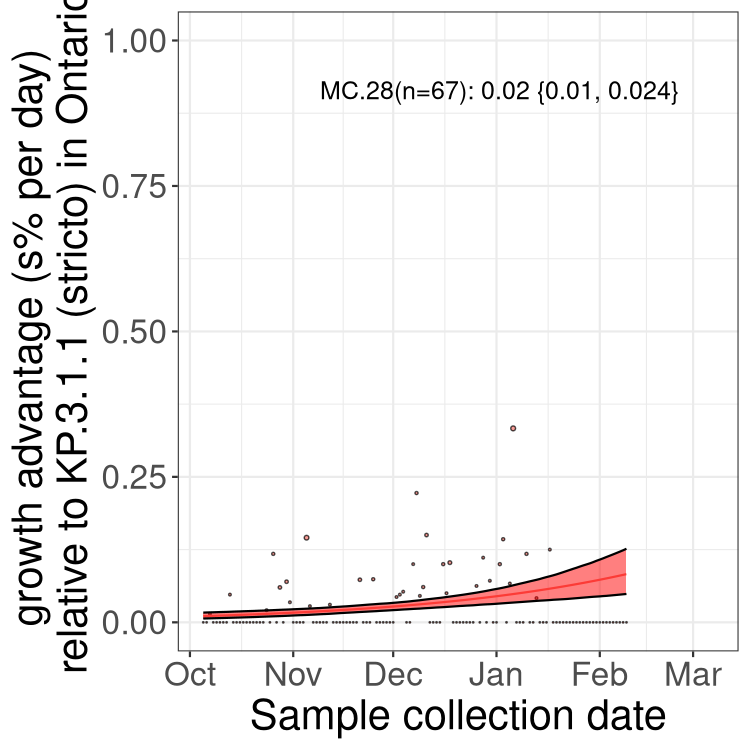 growth advantage (s% per day)
relative to KP.3.1.1 (stricto) in Ontario
1.00
0.75
0.50
0.25
0.00
MC.28(n=67): 0.02 {0.01, 0.024}
Oct Nov Dec Jan Feb Mar
Sample collection date